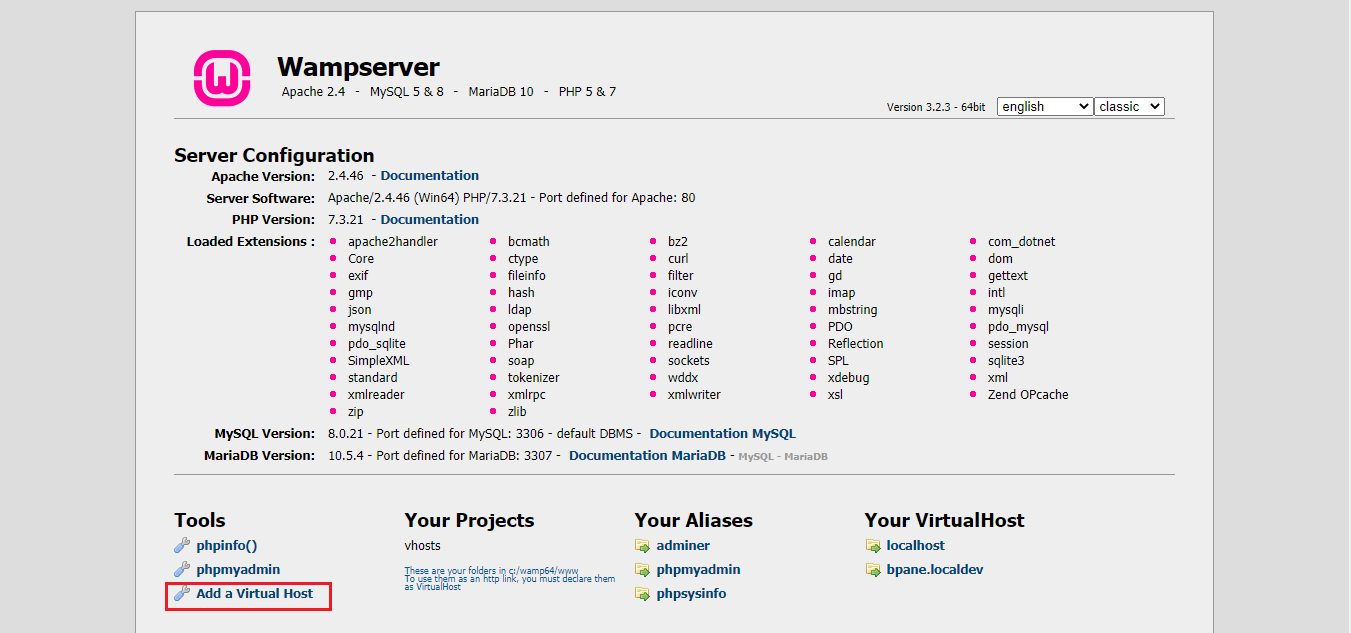 Wampserver
Apache 2.4 - MySQL 5 & 8 - MariaDB 10 - PHP 5 & 7
Version 3.2.3 - 64bit english classic
Server Configuration
Apache Version: 2.4.46 - Documentation
Server Software: Apache/2.4.46 (Win64) PHP/7.3.21 - Port defined for Apache: 80
PHP Version: 7.3.21 - Documentation
Loaded Extensions : apache2handler bcmath bz2 calendar com_dotnet
Core ctype curl date dom
exif fileinfo filter gd gettext
gmp hash iconv imap intl
json ldap libxml mbstring mysqli
mysqlnd openssl pcre PDO pdo_mysql
pdo_sqlite Phar readline Reflection session
SimpleXML soap sockets SPL sqlite3
standard tokenizer wddx xdebug xml
xmlreader xmlrpc xmlwriter xsl Zend OPcache
zip zlib
MySQL Version: 8.0.21 - Port defined for MySQL: 3306 - default DBMS - Documentation MySQL
MariaDB Version: 10.5.4 - Port defined for MariaDB: 3307 - Documentation MariaDB - MySQL - MariaDB
Tools
phpinfo()
phpmyadmin
Add a Virtual Host
Your Projects
vhosts
These are your folders in c:/wamp64/www
To use them as an http link, you must declare them
as VirtualHost
Your Aliases
adminer
phpmyadmin
phpsysinfo
Your VirtualHost
localhost
bpane.localdev